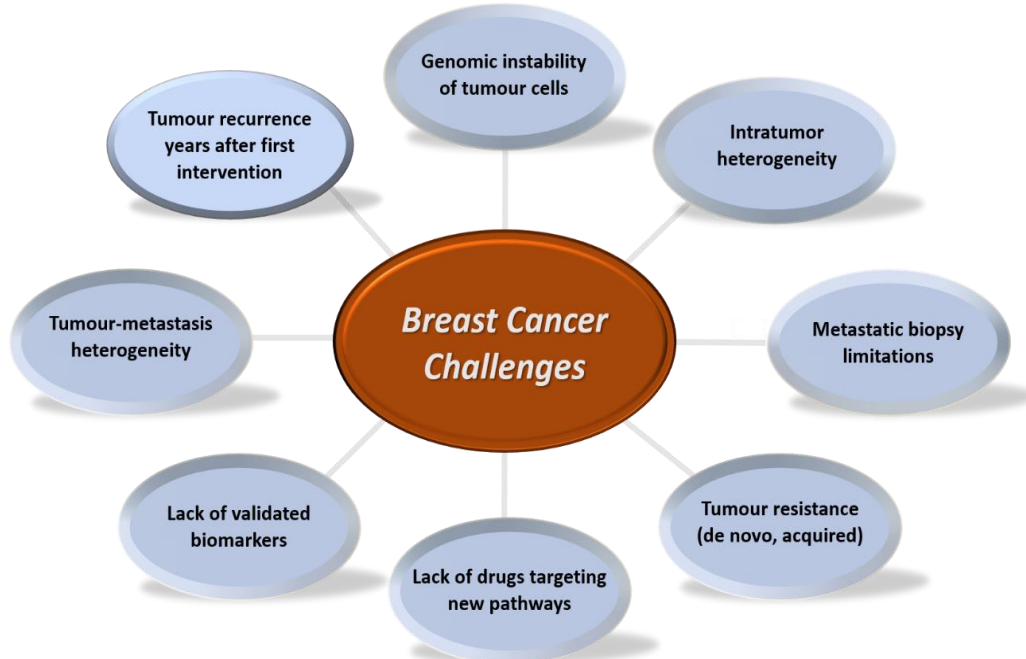 Genomic instability
of tumour cells
Tumour recurrence
years after first
intervention
Intratumor
heterogeneity
Tumour-metastasis
heterogeneity
Breast Cancer
Challenges
Metastatic biopsy
limitations
Lack of validated
biomarkers
Tumour resistance
(de novo, acquired)
Lack of drugs targeting
new pathways